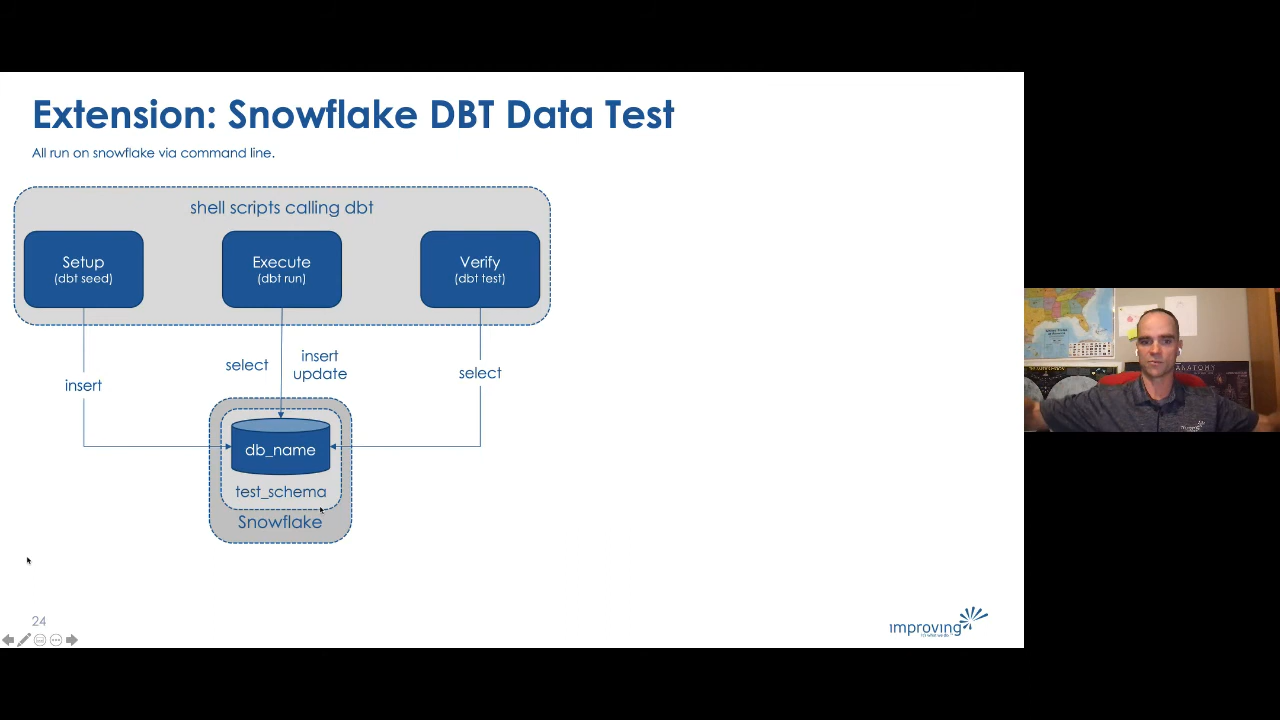 Extension: Snowflake DBT Data Test
All run on snowflake via command line.
shell scripts calling dbt
Setup
(dbt seed)
Execute
(dbt run)
Verify
(dbt test)
select
insert
update
select
insert
db_name
test_schema
Snowflake
24
improving